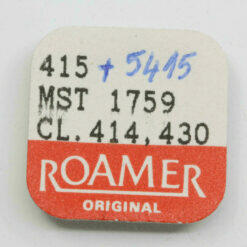 415 + 5415
MST 1759
CL. 414, 430
ROAMER
ORIGINAL